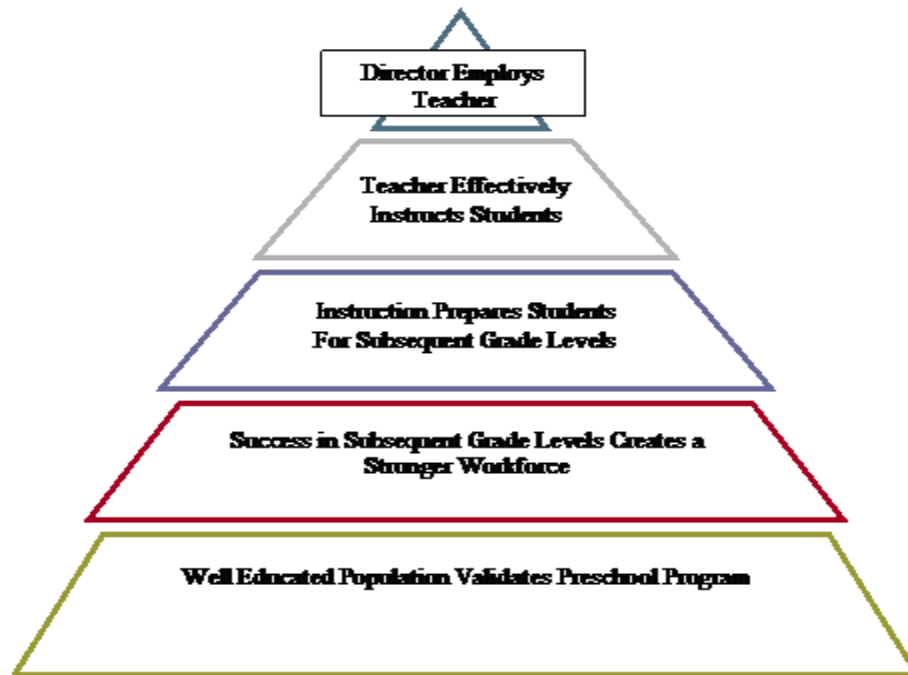 Director Employs
Teacher
Teacher Effectively
Instructs Students
Instruction Prepares Students
For Subsequent Grade Levels
Success in Subsequent Grade Levels Creates a
Stronger Workforce
Well Educated Population Validates Preschool Program